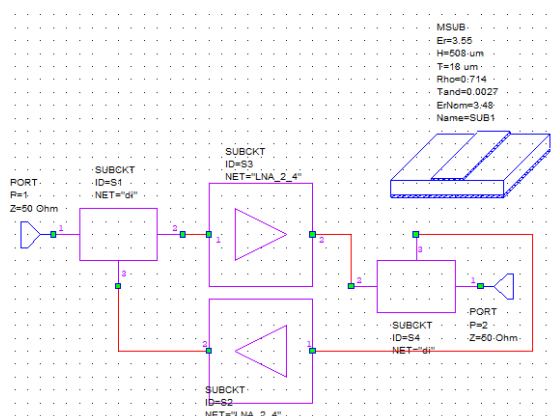 MSUB
Er=3.55
H=508 um
T=18 um
Rho=0.714
Tand=0.0027
ErNom=3.48
Name=SUB1
SUBCKT
ID=S3
NET="LNA_2_4"
SUBCKT
ID=S1
NET="di"
PORT
P=1
Z=50 Ohm
1
2
3
1
2
3
2
1
2
1
SUBCKT
ID=S4
NET="di"
PORT
P=2
Z=50 Ohm
SUBCKT
ID=S2
NET="LNA_2_4"